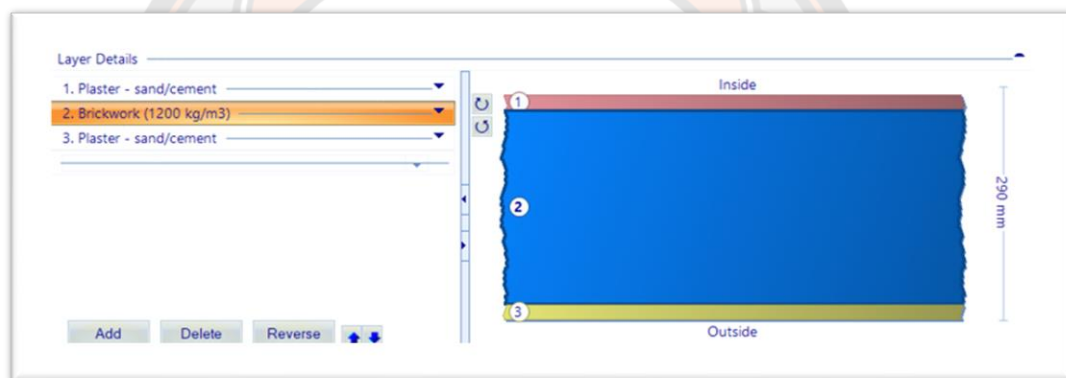 Layer Details
1. Plaster - sand/cement
2. Brickwork (1200 kg/m3)
3. Plaster - sand/cement
Add Delete Reverse
Inside
1
2
3
290 mm
Outside